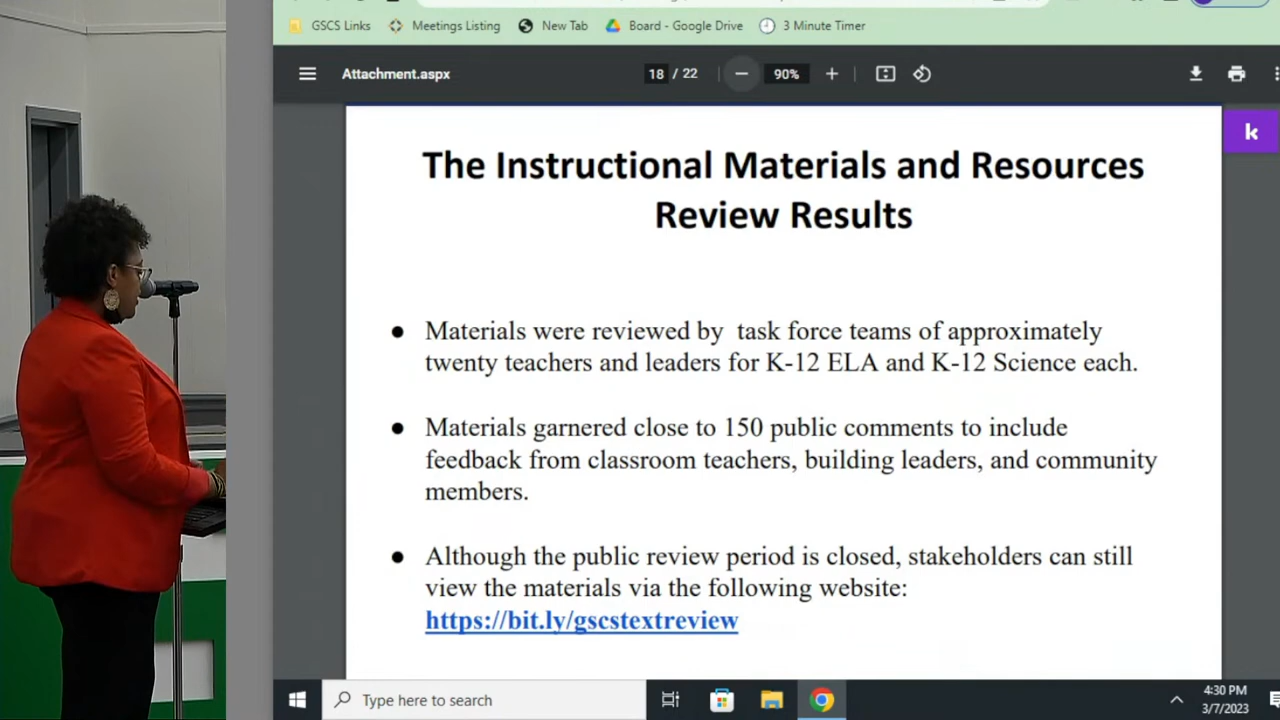 GSCS Links
Meetings Listing
New Tab
Board - Google Drive
3 Minute Timer
Attachment.aspx
18 / 22
90%
k
The Instructional Materials and Resources
Review Results
● Materials were reviewed by task force teams of approximately
twenty teachers and leaders for K-12 ELA and K-12 Science each.
● Materials garnered close to 150 public comments to include
feedback from classroom teachers, building leaders, and community
members.
● Although the public review period is closed, stakeholders can still
view the materials via the following website:
https://bit.ly/gscstextreview
Type here to search
4:30 PM
3/7/2023